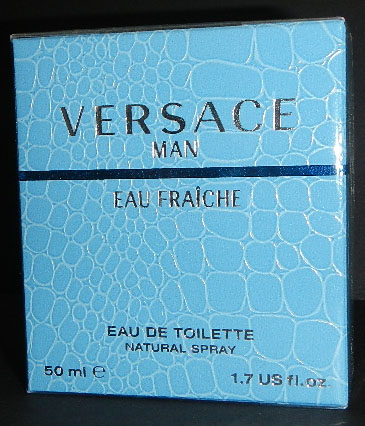 VERSACE
MAN
EAU FRAÎCHE
EAU DE TOILETTE
NATURAL SPRAY
50 ml ℮ 1.7 US fl.oz